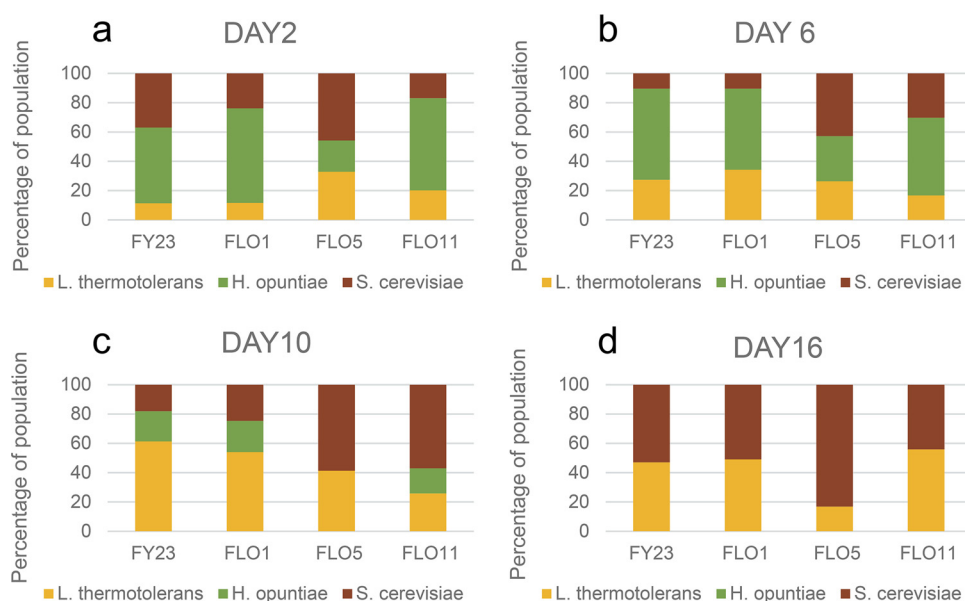 a DAY2
Percentage of population
100
80
60
40
20
0
FY23 FLO1 FLO5 FLO11
L. thermotolerans H. opuntiae S. cerevisiae
b DAY 6
Percentage of population
100
80
60
40
20
0
FY23 FLO1 FLO5 FLO11
L. thermotolerans H. opuntiae S. cerevisiae
c DAY10
Percentage of population
100
80
60
40
20
0
FY23 FLO1 FLO5 FLO11
L. thermotolerans H. opuntiae S. cerevisiae
d DAY16
Percentage of population
100
80
60
40
20
0
FY23 FLO1 FLO5 FLO11
L. thermotolerans H. opuntiae S. cerevisiae